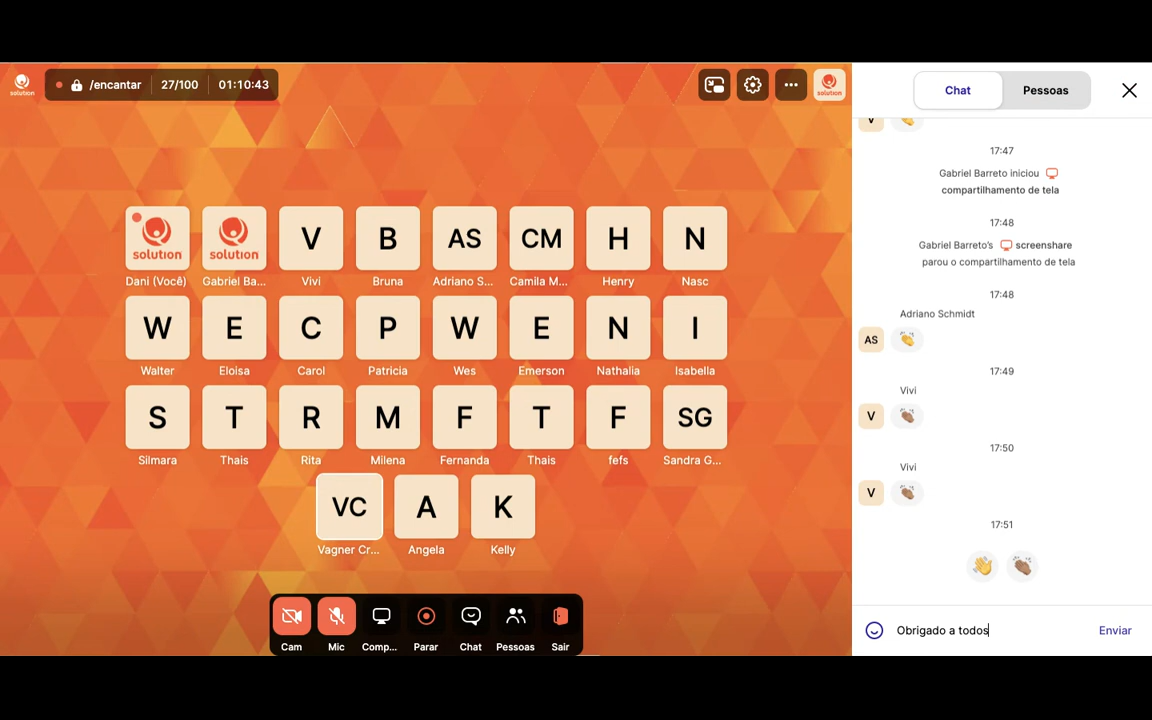 solution
/encantar 27/100 01:10:43
solution
Chat Pessoas
V
17:47
Gabriel Barreto iniciou
compartilhamento de tela
17:48
Gabriel Barreto's screenshare
parou o compartilhamento de tela
17:48
Adriano Schmidt
AS
17:49
Vivi
V
17:50
Vivi
V
17:51
solution solution V B AS CM H N
Dani (Você) Gabriel Ba... Vivi Bruna Adriano S... Camila M... Henry Nasc
W E C P W E N I
Walter Eloisa Carol Patricia Wes Emerson Nathalia Isabella
S T R M F T F SG
Silmara Thais Rita Milena Fernanda Thais fefs Sandra G...
VC A K
Vagner Cr... Angela Kelly
Cam Mic Comp... Parar Chat Pessoas Sair
Obrigado a todos Enviar